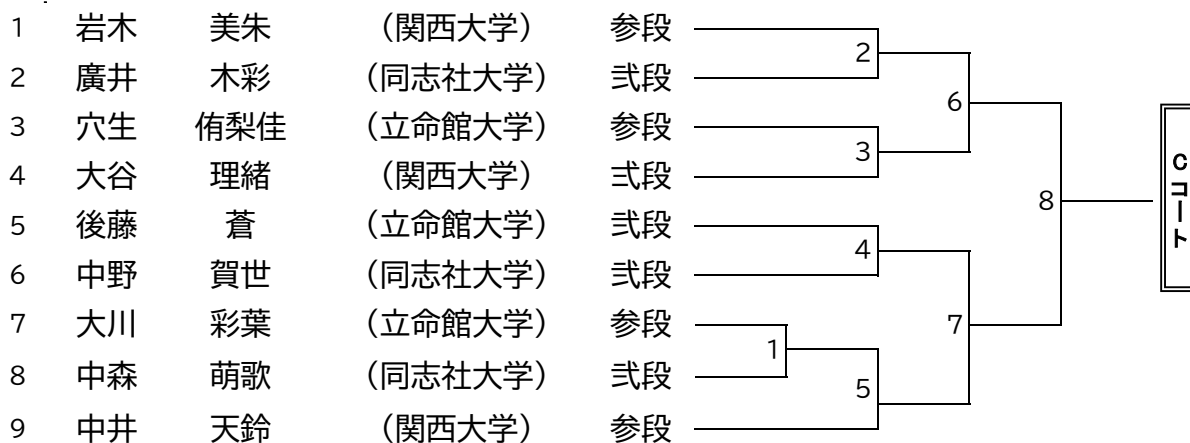 1 岩木 美朱 （関西大学） 参段
2 廣井 木彩 （同志社大学） 弐段
3 穴生 侑梨佳 （立命館大学） 参段
4 大谷 理緒 （関西大学） 弐段
5 後藤 蒼 （立命館大学） 弐段
6 中野 賀世 （同志社大学） 弐段
7 大川 彩葉 （立命館大学） 参段
8 中森 萌歌 （同志社大学） 弐段
9 中井 天鈴 （関西大学） 参段
2
6
3
8
4
7
1
5
Cコート